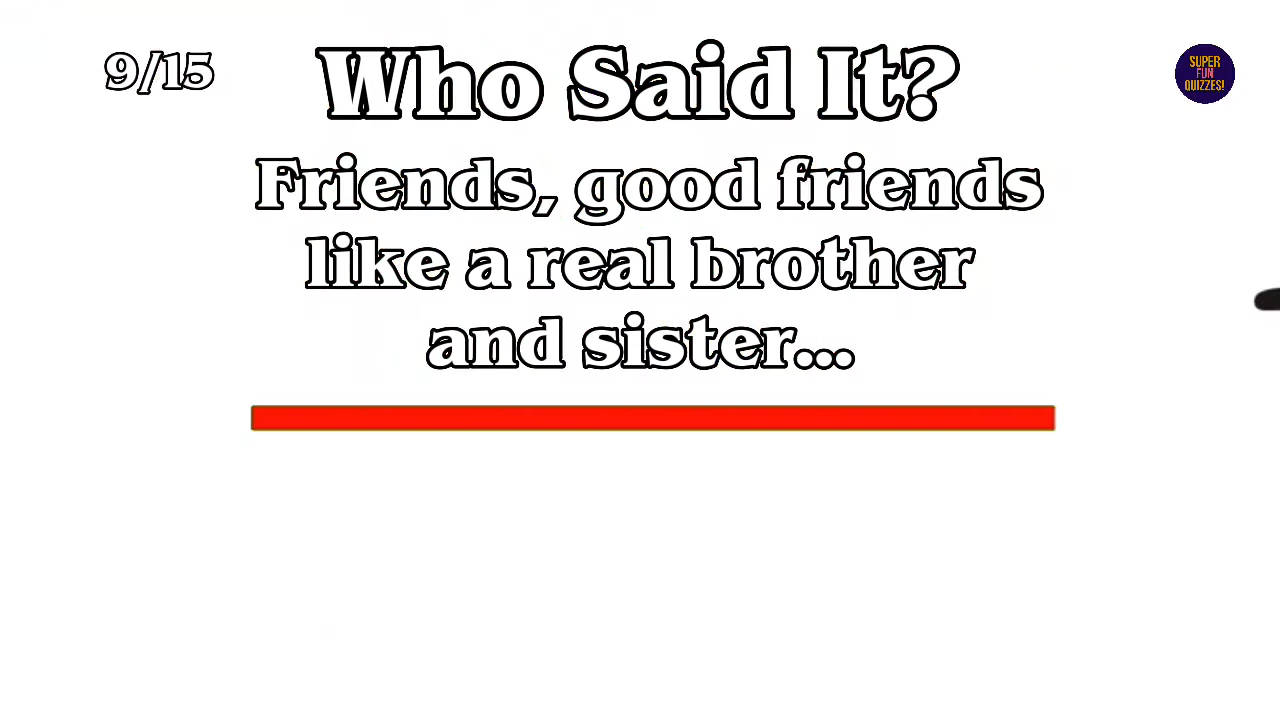 9/15
Who Said It?
SUPER
FUN
QUIZZES!
Friends, good friends
like a real brother
and sister...